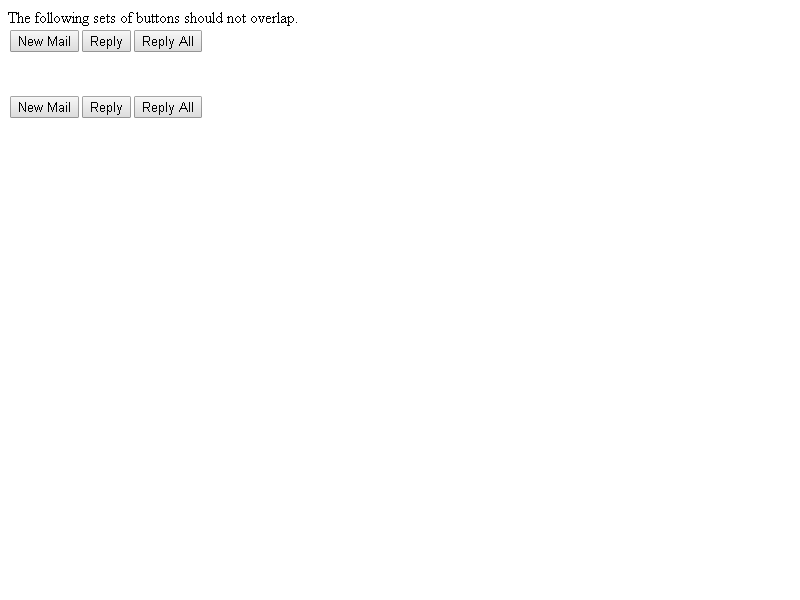 The following sets of buttons should not overlap.
New Mail Reply Reply All
New Mail Reply Reply All